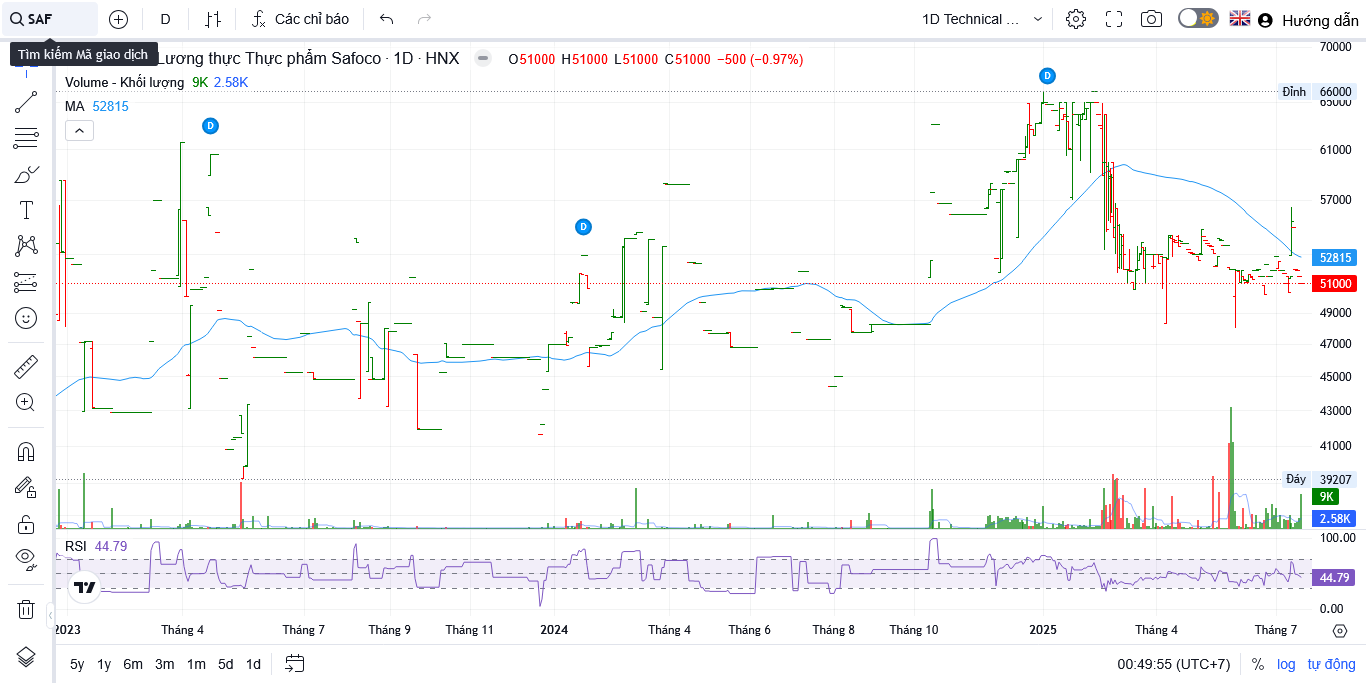 SAF
D
Các chỉ báo
1D Technical ...
Hướng dẫn
Tìm kiếm Mã giao dịch
Lương thực Thực phẩm Safoco · 1D · HNX
O51000 H51000 L51000 C51000 −500 (−0.97%)
Volume - Khối lượng 9K 2.58K
MA 52815
D
D
D
70000
Đỉnh 66000
65000
61000
57000
52815
51000
49000
47000
45000
43000
41000
Đáy 39207
9K
2.58K
RSI 44.79
100.00
44.79
0.00
2023 Tháng 4 Tháng 7 Tháng 9 Tháng 11 2024 Tháng 4 Tháng 6 Tháng 8 Tháng 10 2025 Tháng 4 Tháng 7
5y 1y 6m 3m 1m 5d 1d
00:49:55 (UTC+7) % log tự động